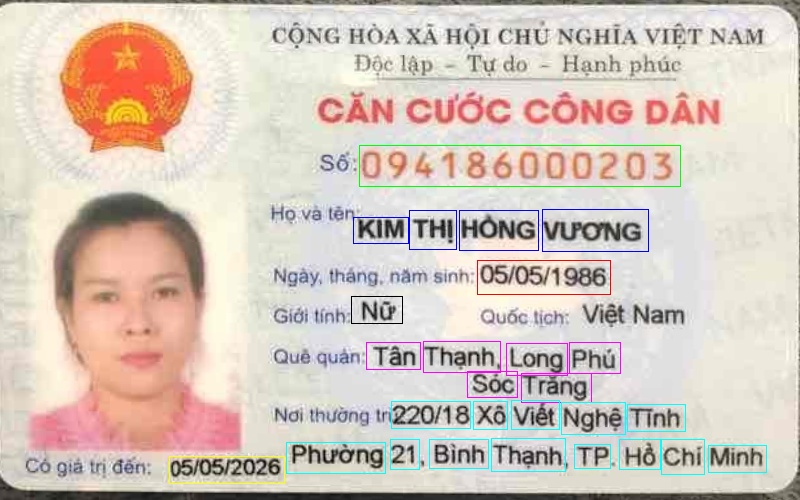 CỘNG HÒA XÃ HỘI CHỦ NGHĨA VIỆT NAM
Độc lập - Tự do - Hạnh phúc
CĂN CƯỚC CÔNG DÂN
Số: 094186000203
Họ và tên: KIM THỊ HỒNG VƯƠNG
Ngày, tháng, năm sinh: 05/05/1986
Giới tính: Nữ Quốc tịch: Việt Nam
Quê quán: Tân Thạnh, Long Phú
Sóc Trăng
Nơi thường trú: 220/18 Xô Viết Nghệ Tĩnh
Phường 21, Bình Thạnh, TP. Hồ Chí Minh
Có giá trị đến: 05/05/2026